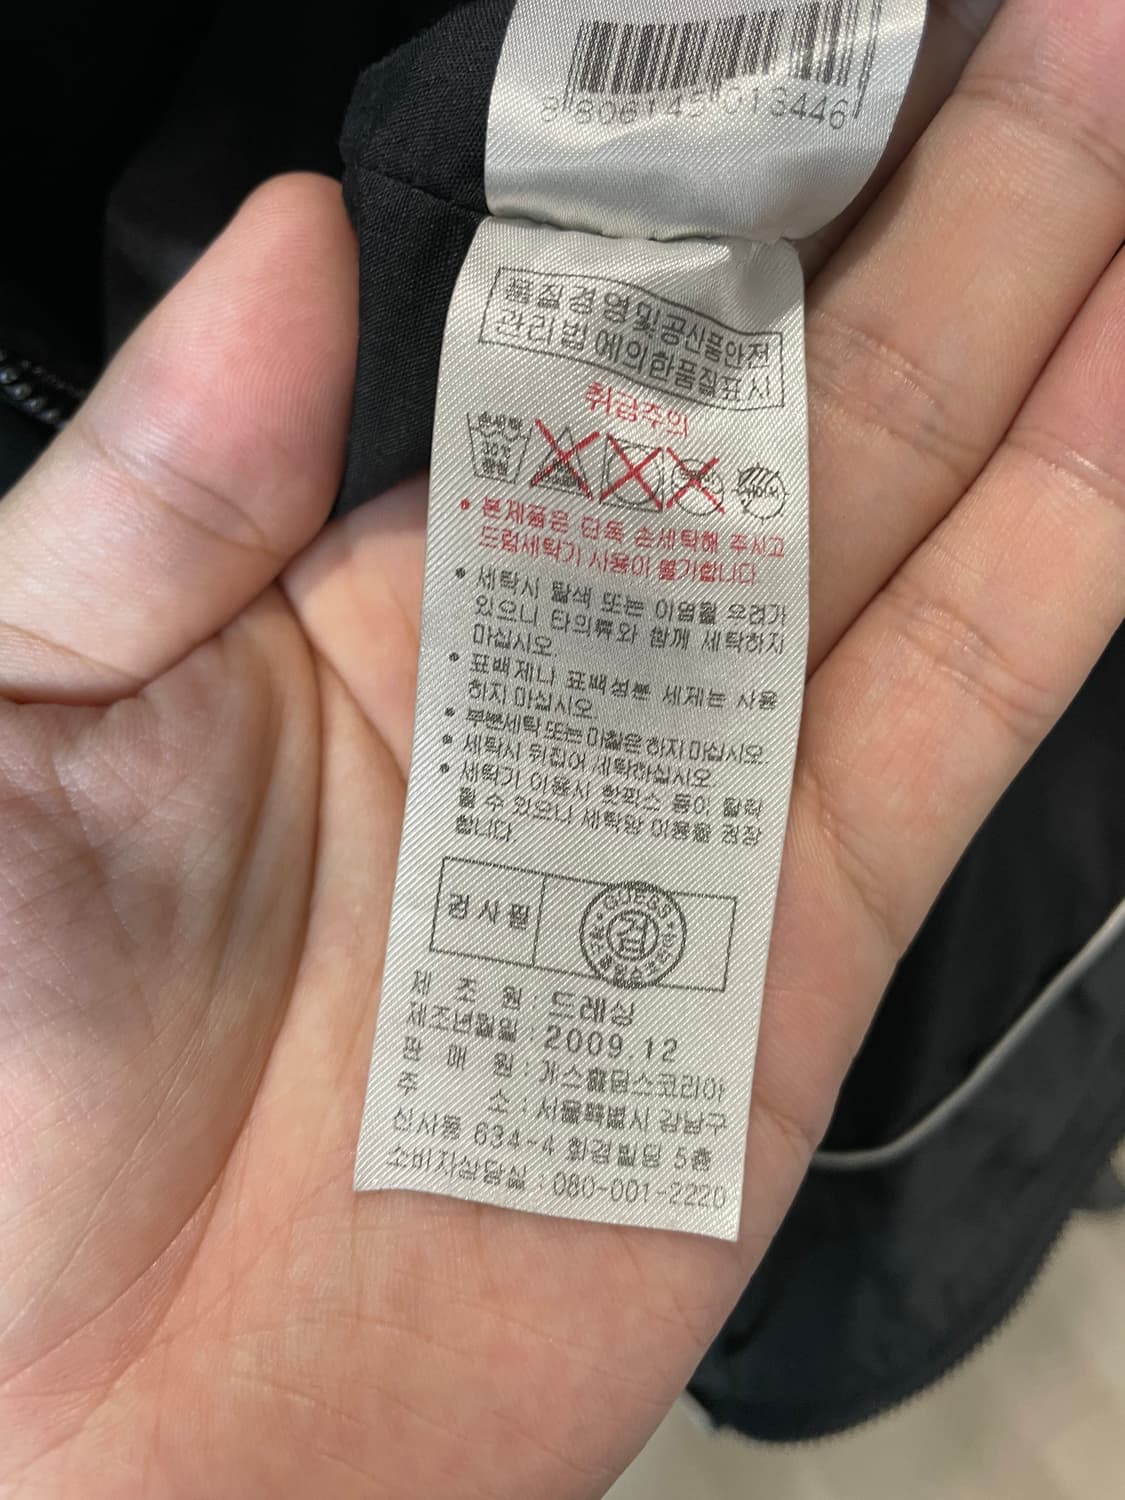 8 806145 013446
품질경영및공산품안전
관리법에의한품질표시
취급주의
손세탁
30℃
중성
• 본제품은 단독 손세탁해 주시고
드럼세탁기 사용이 불가합니다.
• 세탁시 탈색 또는 이염될 우려가
있으니 타의류와 함께 세탁하지
마십시오.
• 표백제나 표백성분 세제는 사용
하지 마십시오.
• 부분세탁 또는 마찰은 하지 마십시오.
• 세탁시 뒤집어 세탁하십시오.
• 세탁기 이용시 핫픽스 등이 탈락
될 수 있으니 세탁망 이용을 권장
합니다.
검사필
GUESS
검
제 조 원 : 드레싱
제조년월일 : 2009.12
판 매 원 : 게스홀딩스코리아
주 소 : 서울특별시 강남구
신사동 634-4 화경빌딩 5층
소비자상담실 : 080-001-2220